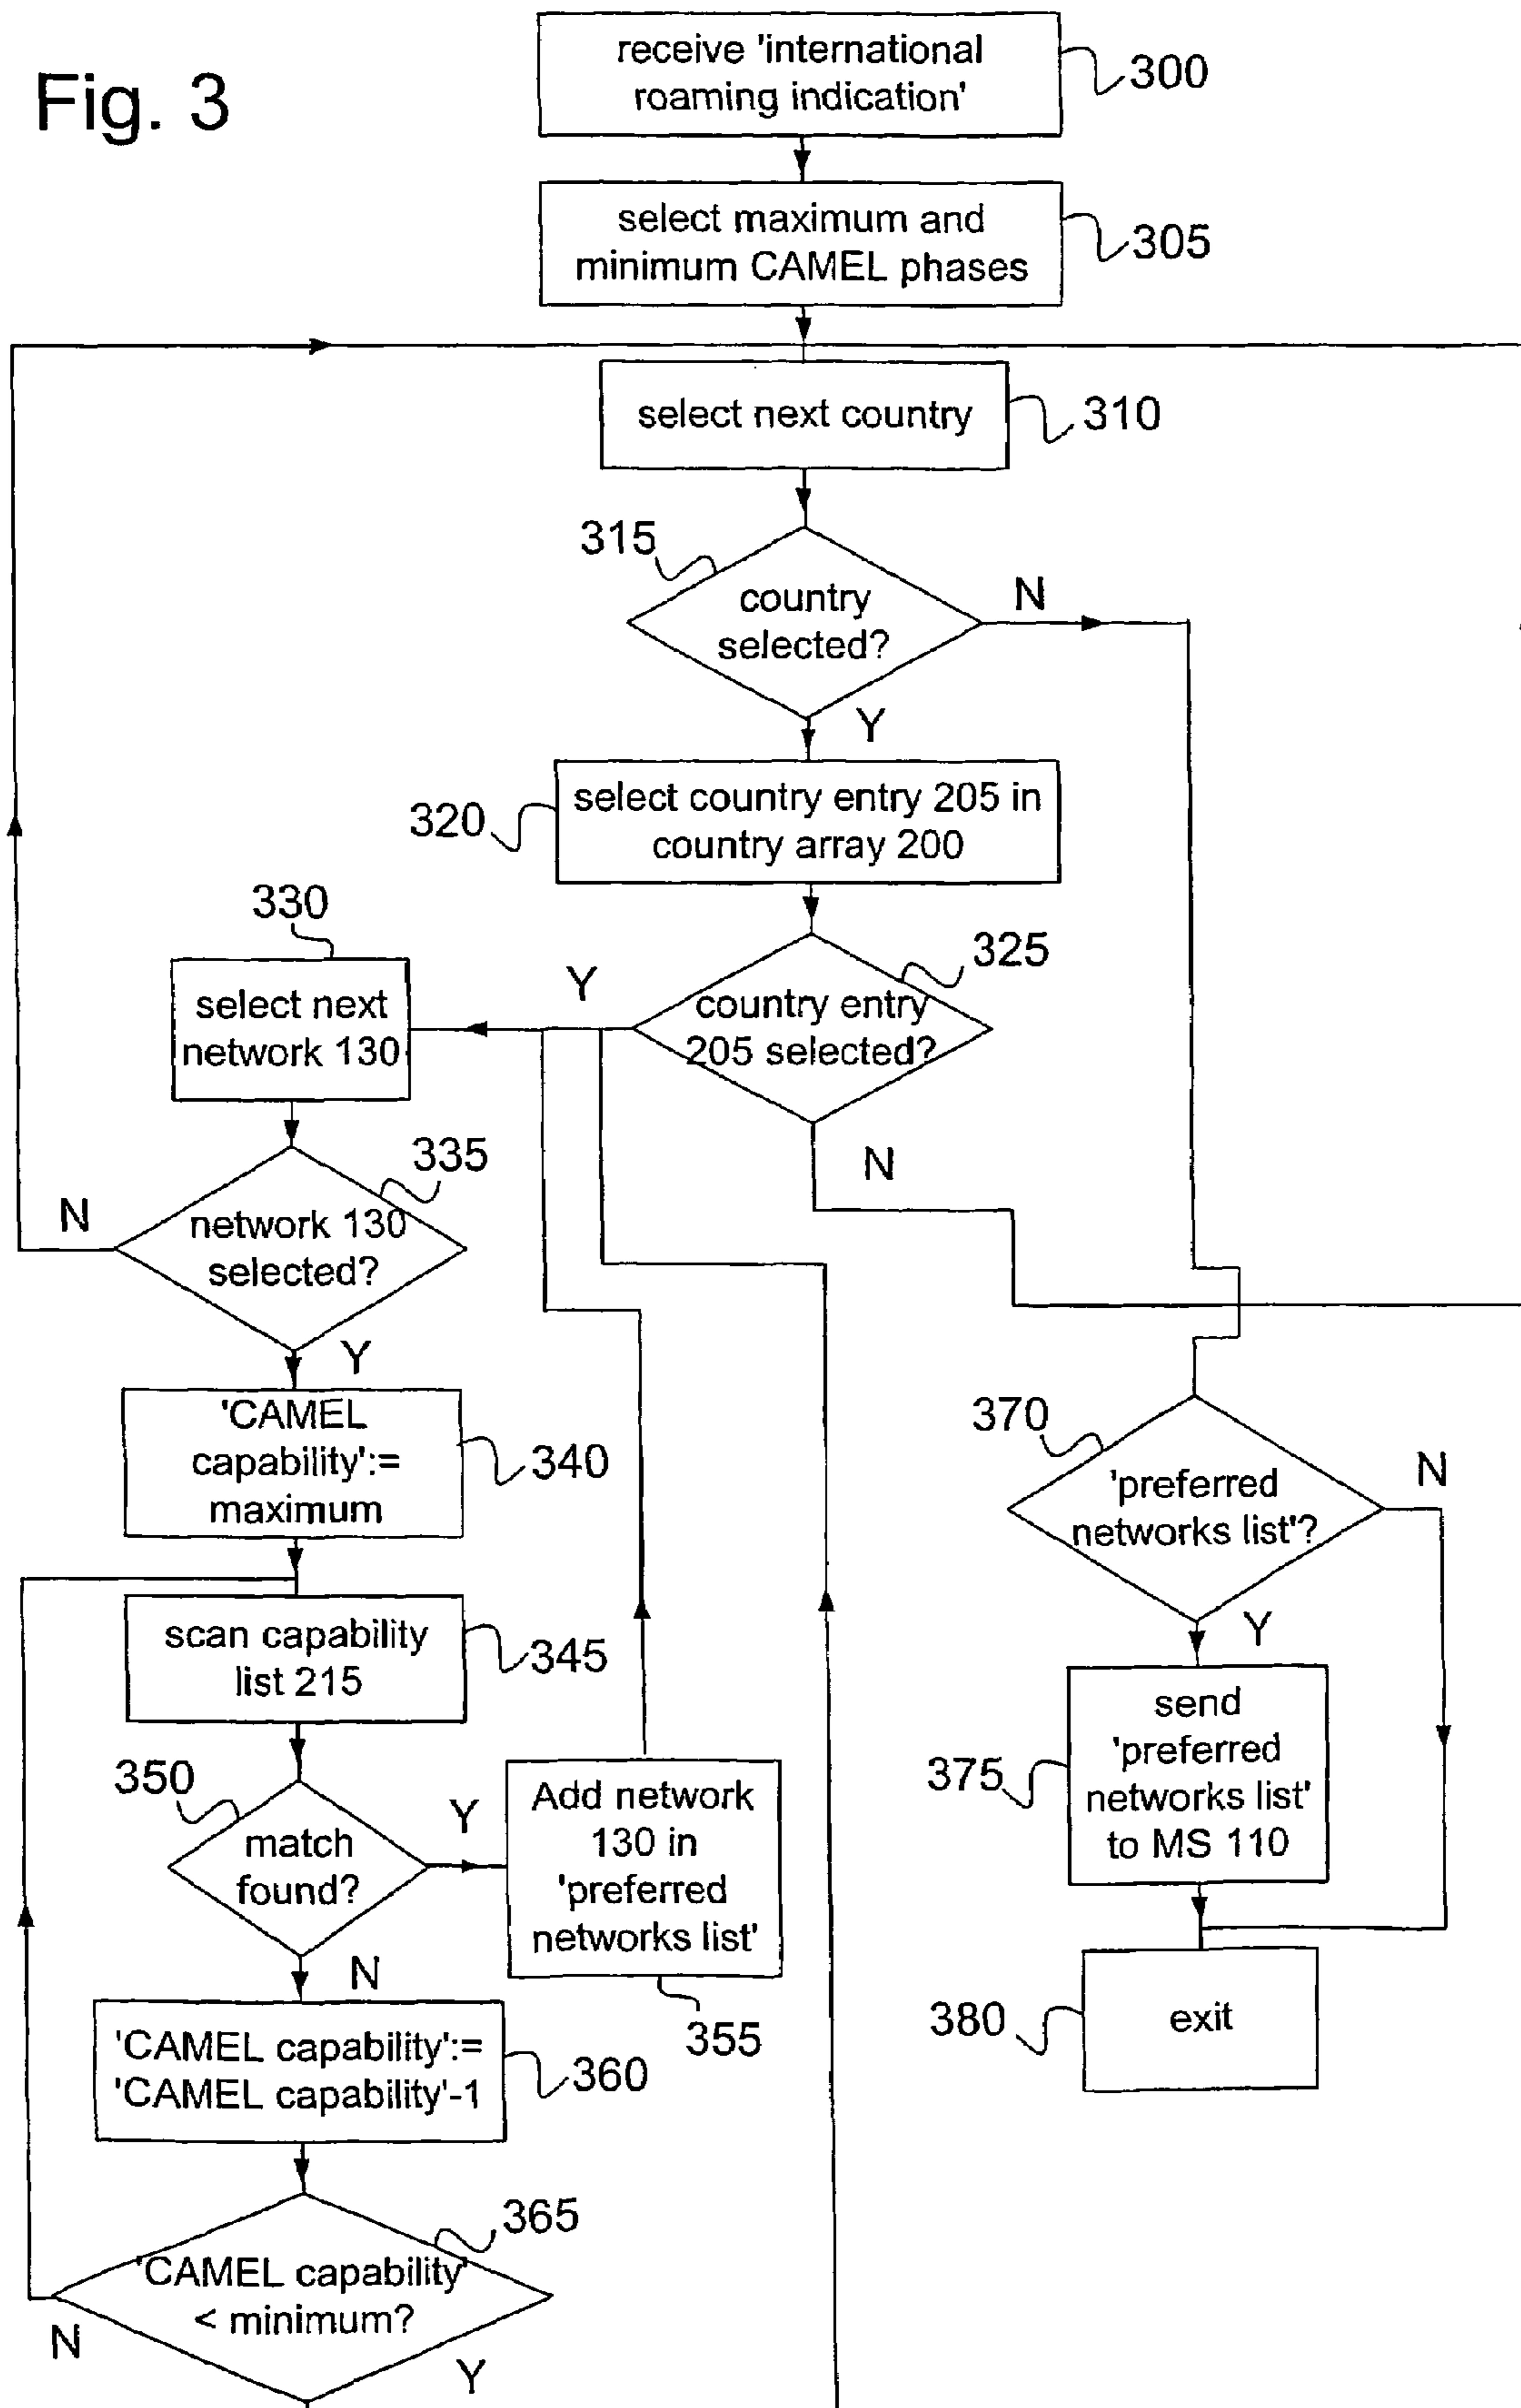 Fig. 3
receive 'international
roaming indication'
300
select maximum and
minimum CAMEL phases
305
select next country
310
315
country
selected?
N
Y
select country entry 205 in
country array 200
320
330
325
Y
select next
network 130
country entry
205 selected?
335
N
N
network 130
selected?
Y
'CAMEL
capability':=
maximum
340
370
N
'preferred
networks list'?
Y
scan capability
list 215
345
350
Y
match
found?
Add network
130 in
'preferred
networks list'
355
send
'preferred
networks list'
to MS 110
375
N
'CAMEL capability':=
'CAMEL capability'-1
360
380
exit
365
'CAMEL capability'
< minimum?
N
Y